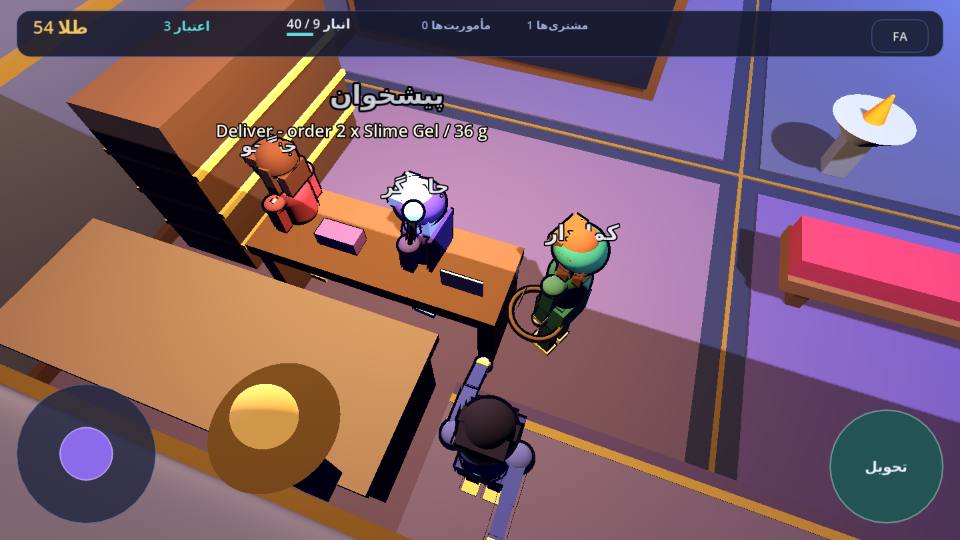 طلا 54
اعتبار 3
انبار 9 / 40
مأموریت‌ها 0
مشتری‌ها 1
FA
پیشخوان
Deliver - order 2 x Slime Gel / 36 g
تحویل